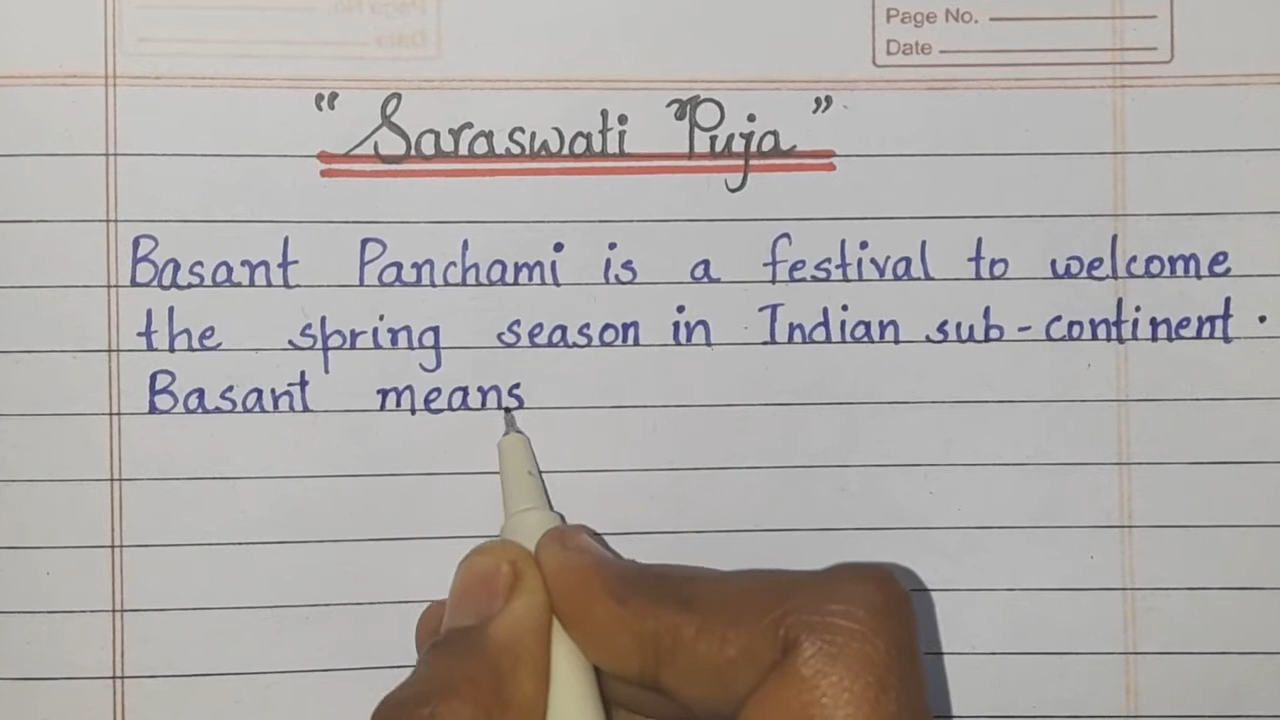 Page No.
Date
"Saraswati Puja"
Basant Panchami is a festival to welcome
the spring season in Indian sub-continent.
Basant means